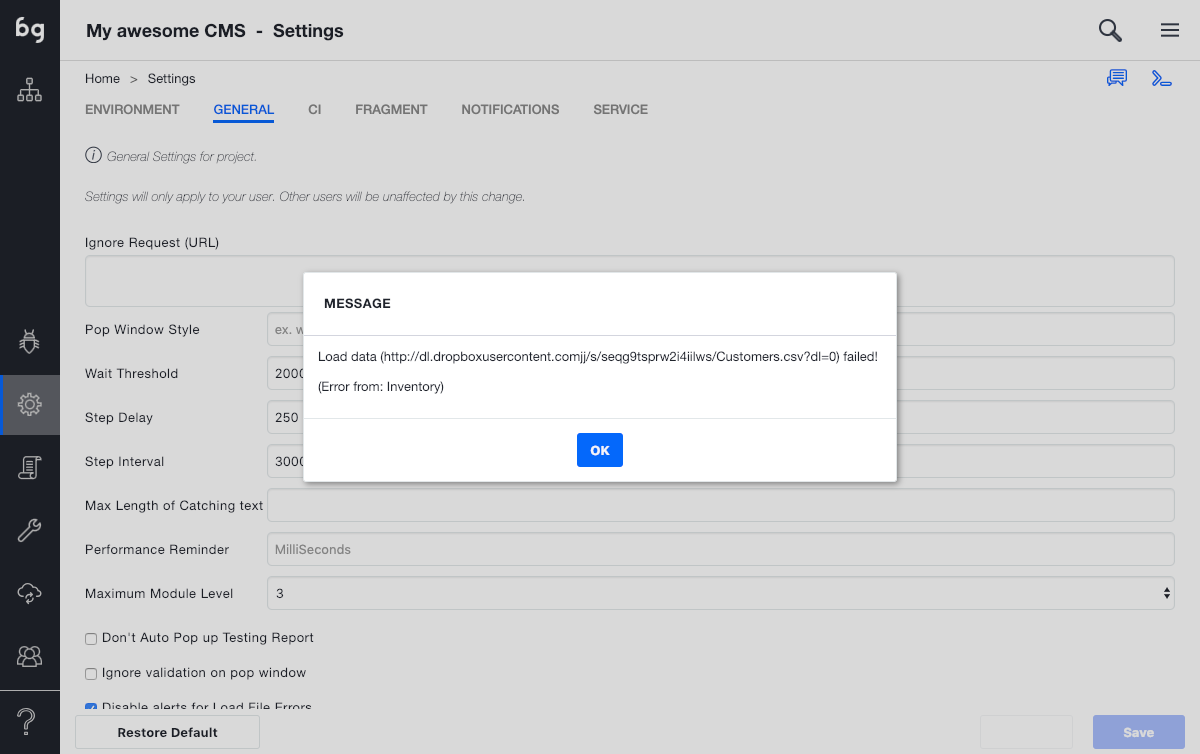 bg
My awesome CMS - Settings
Home > Settings
ENVIRONMENT GENERAL CI FRAGMENT NOTIFICATIONS SERVICE
General Settings for project.
Settings will only apply to your user. Other users will be unaffected by this change.
Ignore Request (URL)
MESSAGE
Pop Window Style ex.
Load data (http://dl.dropboxusercontent.comjj/s/seqg9tsprw2i4iilws/Customers.csv?dl=0) failed!
Wait Threshold 2000
(Error from: Inventory)
Step Delay 250
OK
Step Interval 3000
Max Length of Catching text
Performance Reminder MilliSeconds
Maximum Module Level 3
Don't Auto Pop up Testing Report
Ignore validation on pop window
Disable alerts for Load File Errors
Restore Default Save